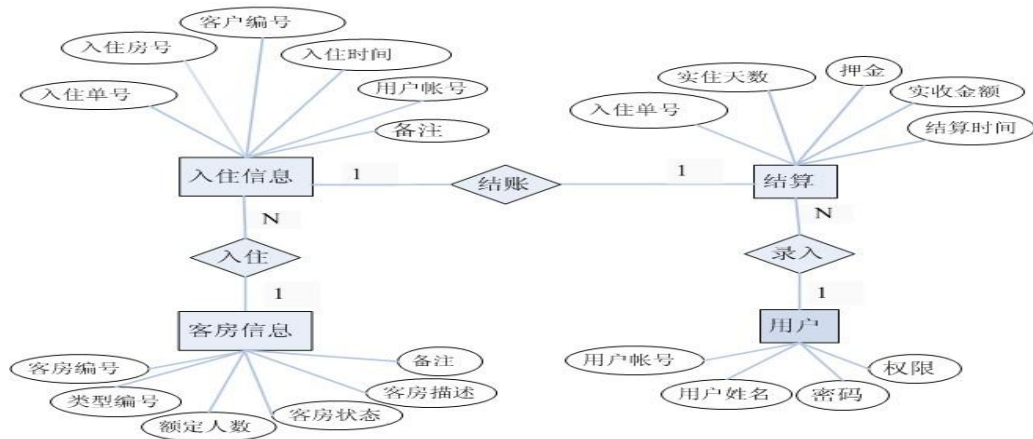 客户编号
入住房号
入住时间
入住单号
用户帐号
备注
入住信息
1
结账
1
结算
实住天数
押金
入住单号
实收金额
结算时间
N
入住
1
客房信息
客房编号
类型编号
额定人数
客房状态
客房描述
备注
N
录入
1
用户
用户帐号
用户姓名
密码
权限